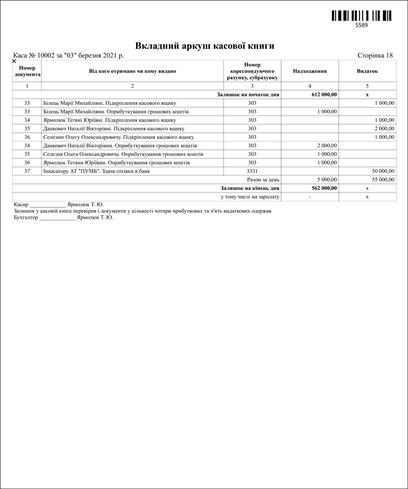 5509
Вкладний аркуш касової книги
Каса № 10002 за "03" березня 2021 р. Сторінка 18
Номер документа Від кого отримано чи кому видано Номер кореспондуючого рахунку, субрахунку Надходження Видаток
1 2 3 4 5
Залишок на початок дня 612 000,00 х
33 Білець Марії Михайлівні. Підкріплення касового ящику 303 1 000,00
33 Білець Марії Михайлівни. Оприбуткування грошових коштів 303 1 000,00
34 Ярмолюк Тетяні Юріївні. Підкріплення касового ящику 303 1 000,00
35 Данкович Наталії Вікторівні. Підкріплення касового ящику 303 2 000,00
36 Селезню Олегу Олександровичу. Підкріплення касового ящику 303 1 000,00
34 Данкович Наталії Вікторівни. Оприбуткування грошових коштів 303 2 000,00
35 Селезня Олега Олександровича. Оприбуткування грошових коштів 303 1 000,00
36 Ярмолюк Тетяни Юріївни. Оприбуткування грошових коштів 303 1 000,00
37 Інкасатору АТ "ПУМБ". Здача готівки в банк 3331 50 000,00
Разом за день 5 000,00 55 000,00
Залишок на кінець дня 562 000,00 х
у тому числі на зарплату - х
Касир Ярмолюк Т. Ю.
Залишок у касовій книги перевірив і документи у кількості чотири прибуткових та п'ять видаткових одержав
Бухгалтер Ярмолюк Т. Ю.